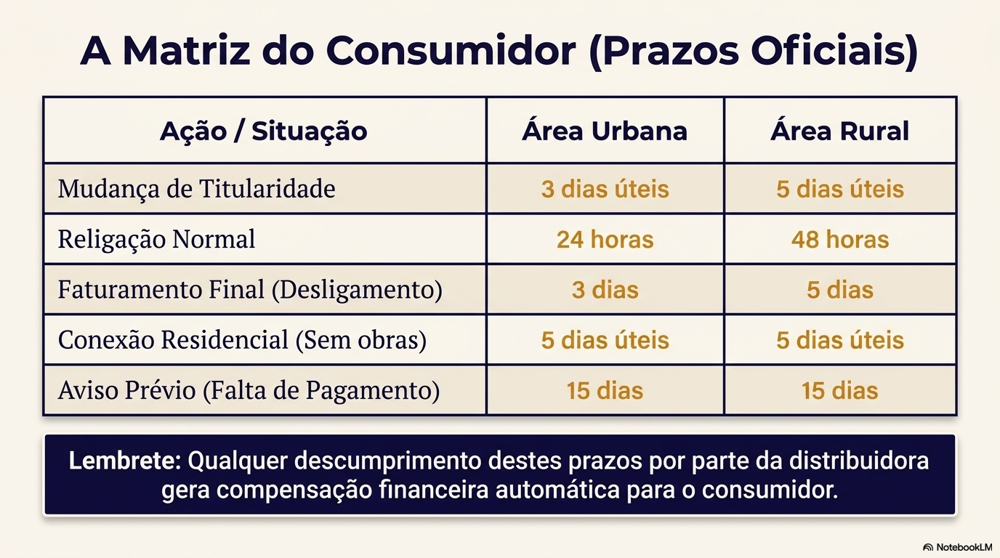 A Matriz do Consumidor (Prazos Oficiais)
Ação / Situação Área Urbana Área Rural
Mudança de Titularidade 3 dias úteis 5 dias úteis
Religação Normal 24 horas 48 horas
Faturamento Final (Desligamento) 3 dias 5 dias
Conexão Residencial (Sem obras) 5 dias úteis 5 dias úteis
Aviso Prévio (Falta de Pagamento) 15 dias 15 dias
Lembrete: Qualquer descumprimento destes prazos por parte da distribuidora
gera compensação financeira automática para o consumidor.
NotebookLM